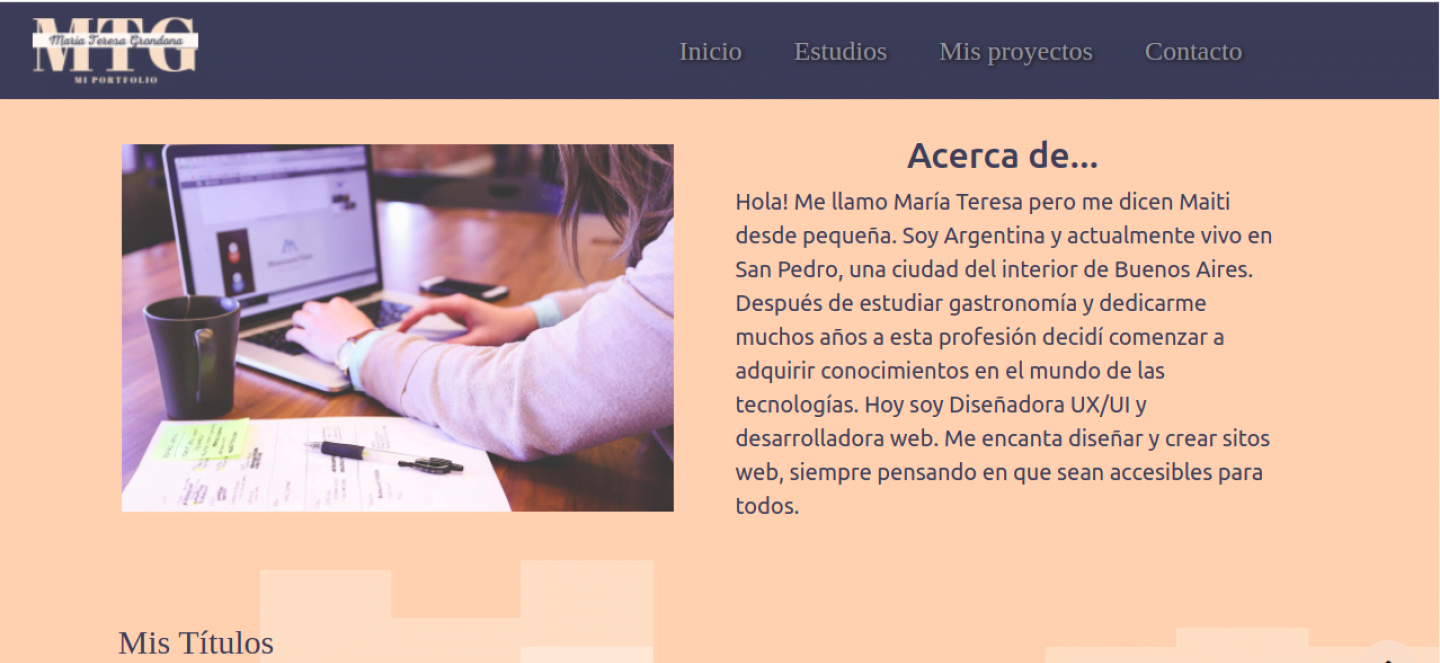 MTG
María Teresa Grondona
MI PORTFOLIO
Inicio Estudios Mis proyectos Contacto
Acerca de...
Hola! Me llamo María Teresa pero me dicen Maiti
desde pequeña. Soy Argentina y actualmente vivo en
San Pedro, una ciudad del interior de Buenos Aires.
Después de estudiar gastronomía y dedicarme
muchos años a esta profesión decidí comenzar a
adquirir conocimientos en el mundo de las
tecnologías. Hoy soy Diseñadora UX/UI y
desarrolladora web. Me encanta diseñar y crear sitios
web, siempre pensando en que sean accesibles para
todos.
Mis Títulos